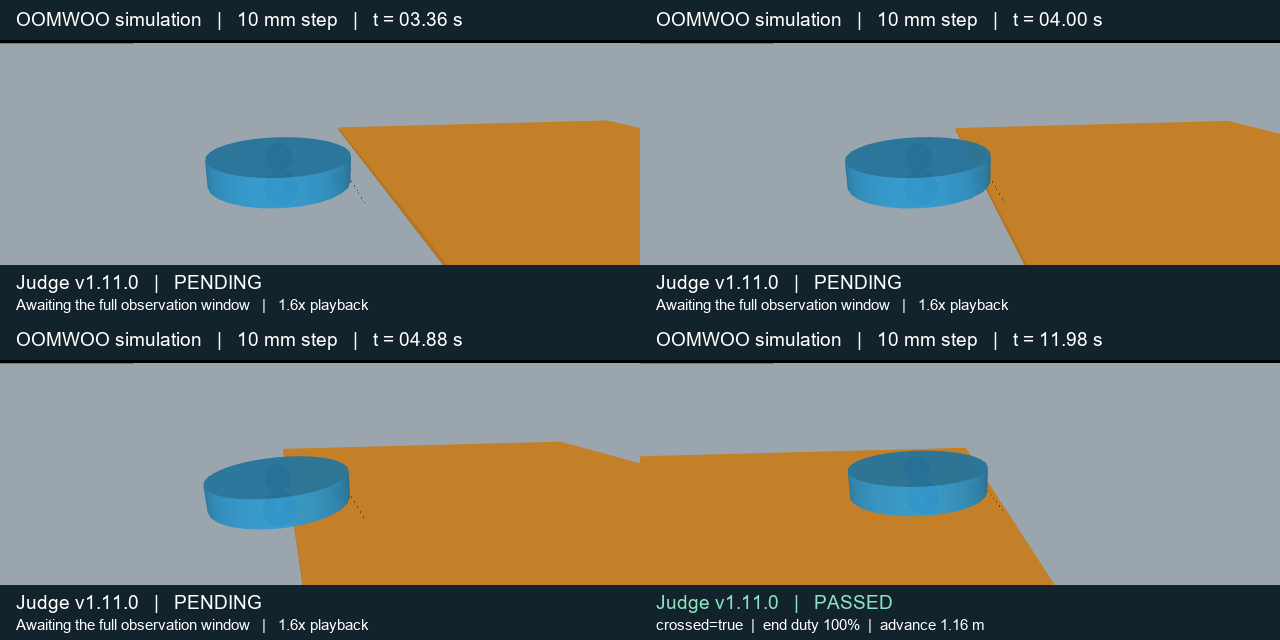 OOMWOO simulation | 10 mm step | t = 03.36 s
OOMWOO simulation | 10 mm step | t = 04.00 s
Judge v1.11.0 | PENDING
Awaiting the full observation window | 1.6x playback
Judge v1.11.0 | PENDING
Awaiting the full observation window | 1.6x playback
OOMWOO simulation | 10 mm step | t = 04.88 s
OOMWOO simulation | 10 mm step | t = 11.98 s
Judge v1.11.0 | PENDING
Awaiting the full observation window | 1.6x playback
Judge v1.11.0 | PASSED
crossed=true | end duty 100% | advance 1.16 m